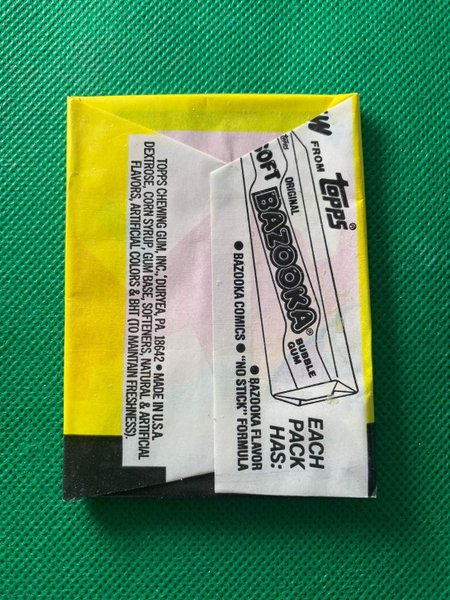 W FROM topps®
topps
SOFT
ORIGINAL
BAZOOKA®
BUBBLE
GUM
EACH
PACK
HAS:
● BAZOOKA FLAVOR
● BAZOOKA COMICS ● "NO STICK" FORMULA
TOPPS CHEWING GUM, INC., DURYEA, PA. 18642 • MADE IN U.S.A.
DEXTROSE, CORN SYRUP, GUM BASE, SOFTENERS, NATURAL & ARTIFICIAL
FLAVORS, ARTIFICIAL COLORS & BHT (TO MAINTAIN FRESHNESS).